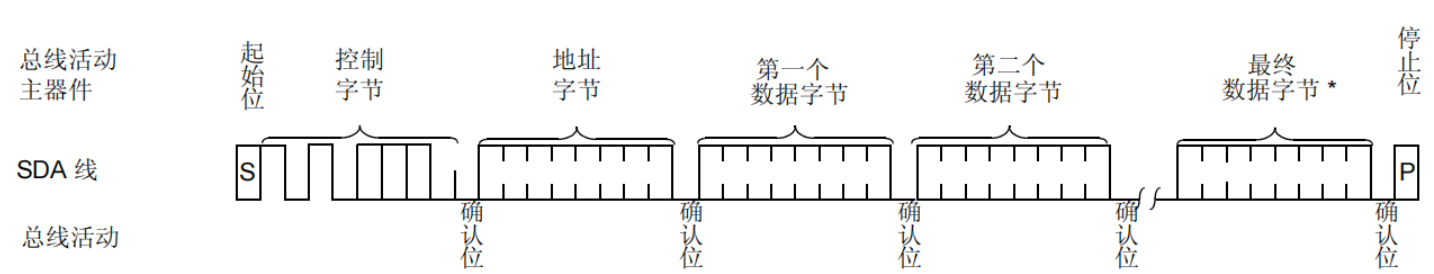 总线活动
主器件
起始位
控制
字节
地址
字节
第一个
数据字节
第二个
数据字节
最终
数据字节 *
停止位
SDA 线
S
P
总线活动
确认位
确认位
确认位
确认位
确认位